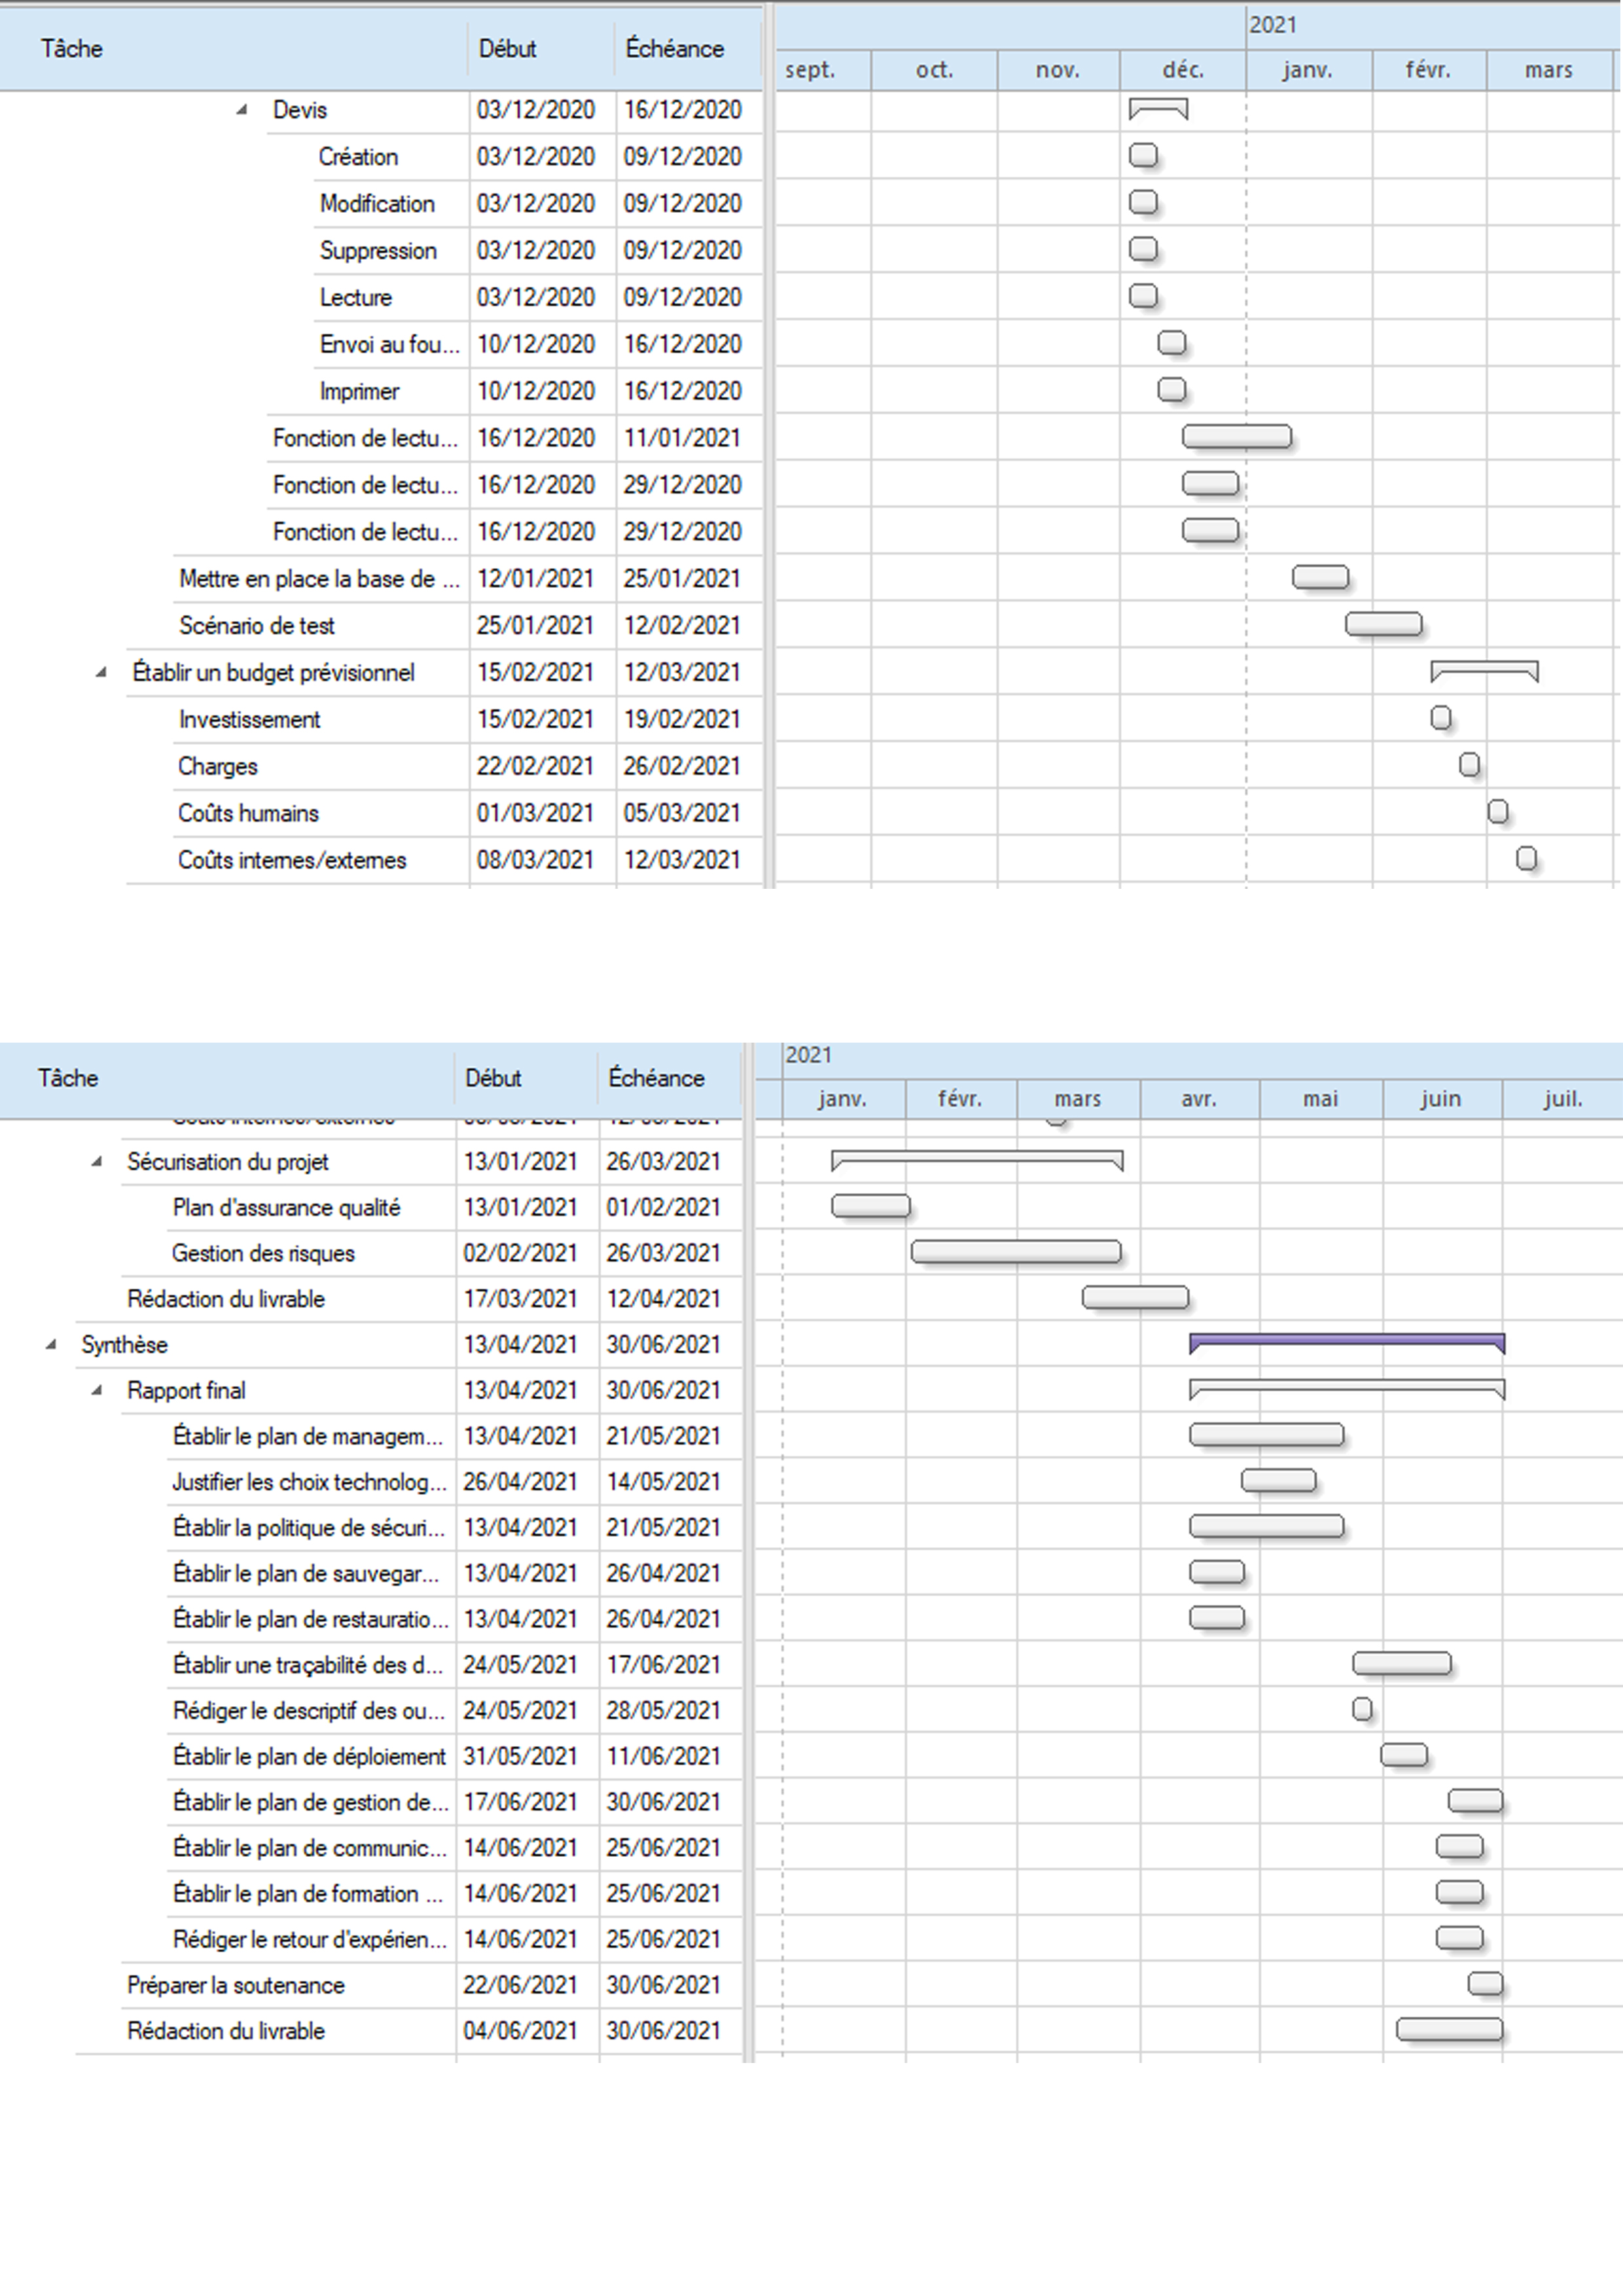 2021
Tâche Début Échéance sept. oct. nov. déc. janv. févr. mars
Devis 03/12/2020 16/12/2020
Création 03/12/2020 09/12/2020
Modification 03/12/2020 09/12/2020
Suppression 03/12/2020 09/12/2020
Lecture 03/12/2020 09/12/2020
Envoi au fou... 10/12/2020 16/12/2020
Imprimer 10/12/2020 16/12/2020
Fonction de lectu... 16/12/2020 11/01/2021
Fonction de lectu... 16/12/2020 29/12/2020
Fonction de lectu... 16/12/2020 29/12/2020
Mettre en place la base de ... 12/01/2021 25/01/2021
Scénario de test 25/01/2021 12/02/2021
Établir un budget prévisionnel 15/02/2021 12/03/2021
Investissement 15/02/2021 19/02/2021
Charges 22/02/2021 26/02/2021
Coûts humains 01/03/2021 05/03/2021
Coûts internes/externes 08/03/2021 12/03/2021
2021
Tâche Début Échéance janv. févr. mars avr. mai juin juil.
Sécurisation du projet 13/01/2021 26/03/2021
Plan d'assurance qualité 13/01/2021 01/02/2021
Gestion des risques 02/02/2021 26/03/2021
Rédaction du livrable 17/03/2021 12/04/2021
Synthèse 13/04/2021 30/06/2021
Rapport final 13/04/2021 30/06/2021
Établir le plan de managem... 13/04/2021 21/05/2021
Justifier les choix technolog... 26/04/2021 14/05/2021
Établir la politique de sécuri... 13/04/2021 21/05/2021
Établir le plan de sauvegar... 13/04/2021 26/04/2021
Établir le plan de restauratio... 13/04/2021 26/04/2021
Établir une traçabilité des d... 24/05/2021 17/06/2021
Rédiger le descriptif des ou... 24/05/2021 28/05/2021
Établir le plan de déploiement 31/05/2021 11/06/2021
Établir le plan de gestion de... 17/06/2021 30/06/2021
Établir le plan de communic... 14/06/2021 25/06/2021
Établir le plan de formation ... 14/06/2021 25/06/2021
Rédiger le retour d'expérien... 14/06/2021 25/06/2021
Préparer la soutenance 22/06/2021 30/06/2021
Rédaction du livrable 04/06/2021 30/06/2021